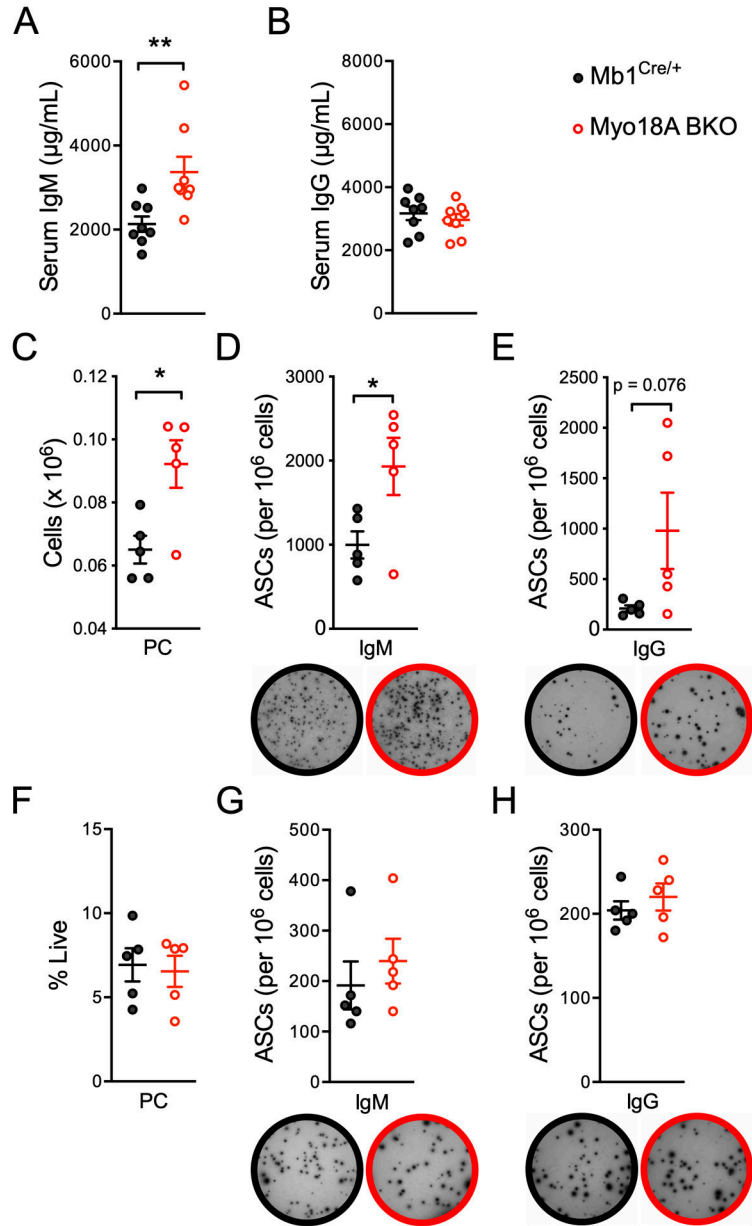 A
B
**
6000
4000
2000
0
Serum IgM (µg/mL)
8000
6000
4000
2000
0
Serum IgG (µg/mL)
Mb1Cre/+
Myo18A BKO
C
D
E
*
0.12
0.10
0.08
0.06
0.04
Cells (x 10⁶)
PC
*
3000
2000
1000
0
ASCs (per 10⁶ cells)
IgM
p = 0.076
2500
2000
1500
1000
500
0
ASCs (per 10⁶ cells)
IgG
F
G
H
15
10
5
0
% Live
PC
500
400
300
200
100
0
ASCs (per 10⁶ cells)
IgM
300
200
100
0
ASCs (per 10⁶ cells)
IgG